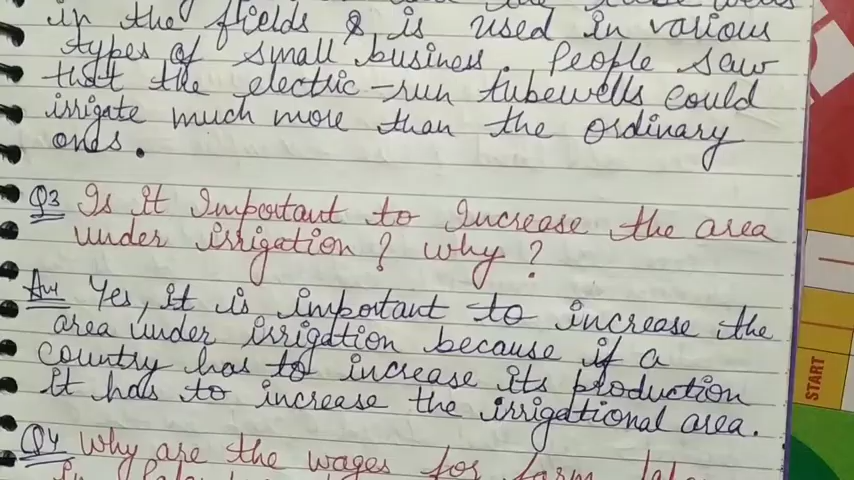 in the fields & is used in various
types of small business. People saw
that the electric-run tubewells could
irrigate much more than the ordinary
ones.
Q3 Is it Important to Increase the area
under irrigation? why?
Ans Yes, it is important to increase the
area under irrigation because if a
country has to increase its production
it has to increase the irrigational area.
Q4 Why are the wages for farm
START